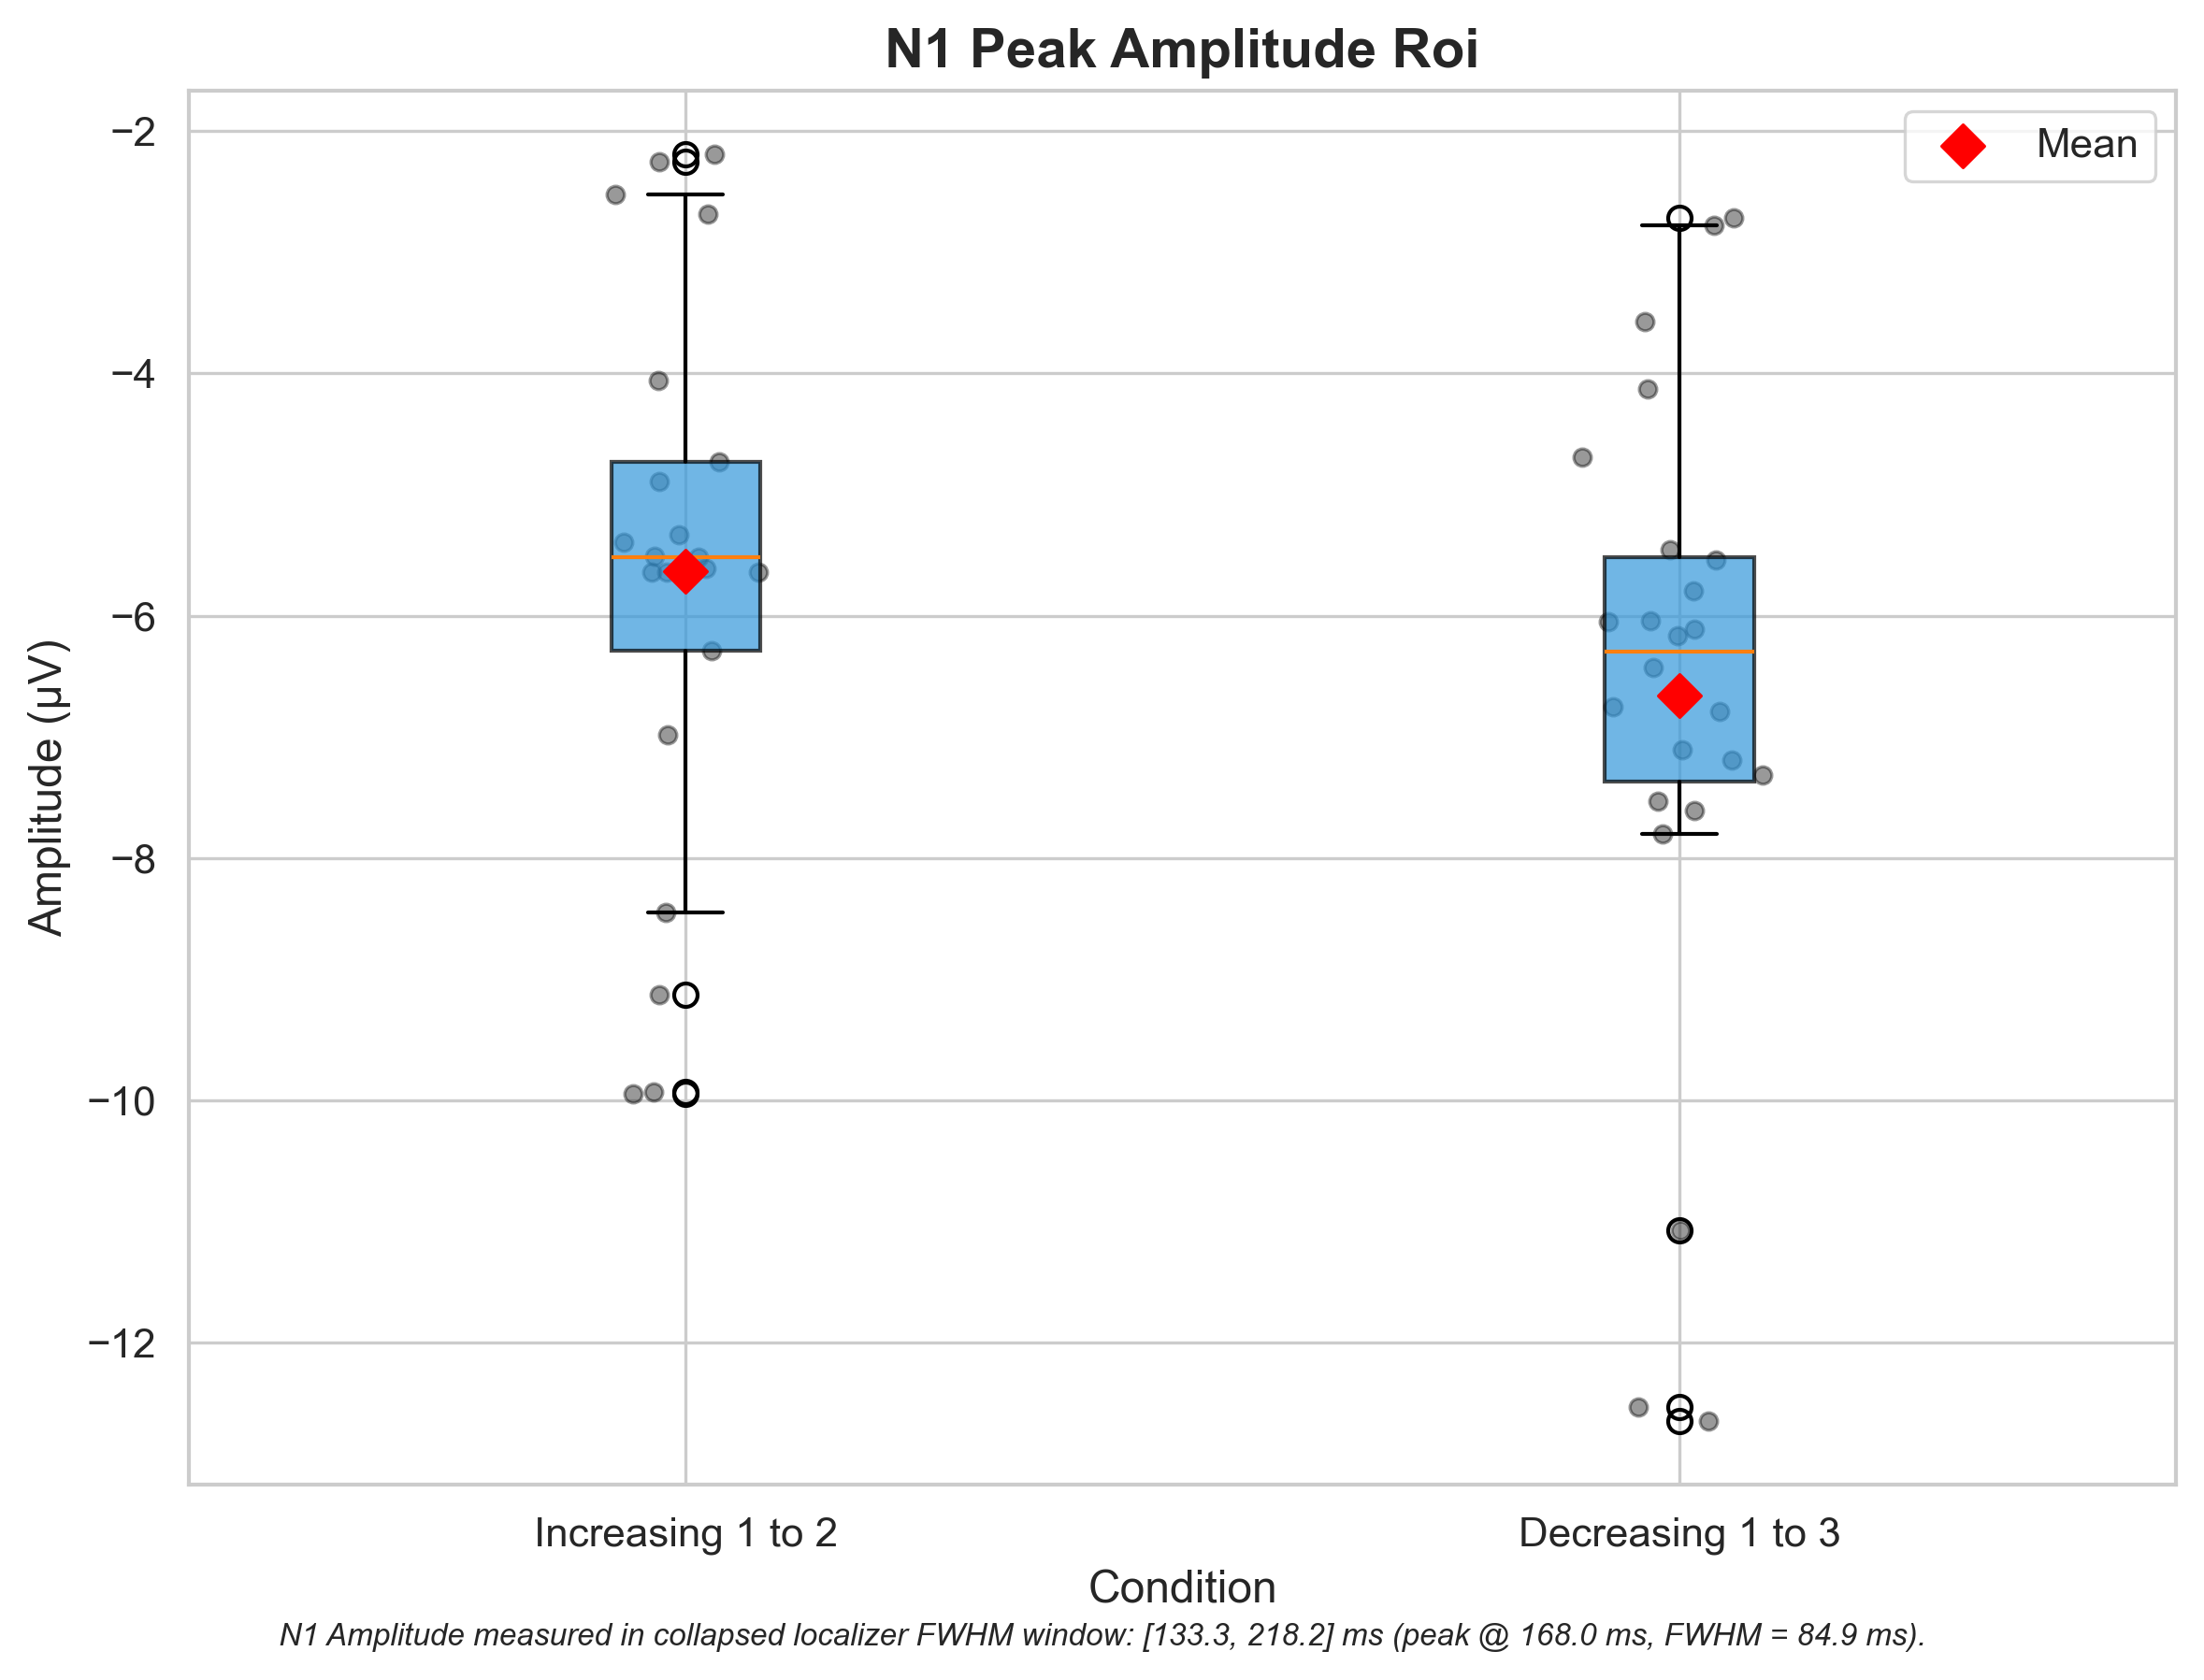 N1 Peak Amplitude Roi
Mean
−2
−4
−6
−8
−10
−12
Amplitude (μV)
Increasing 1 to 2
Decreasing 1 to 3
Condition
N1 Amplitude measured in collapsed localizer FWHM window: [133.3, 218.2] ms (peak @ 168.0 ms, FWHM = 84.9 ms).